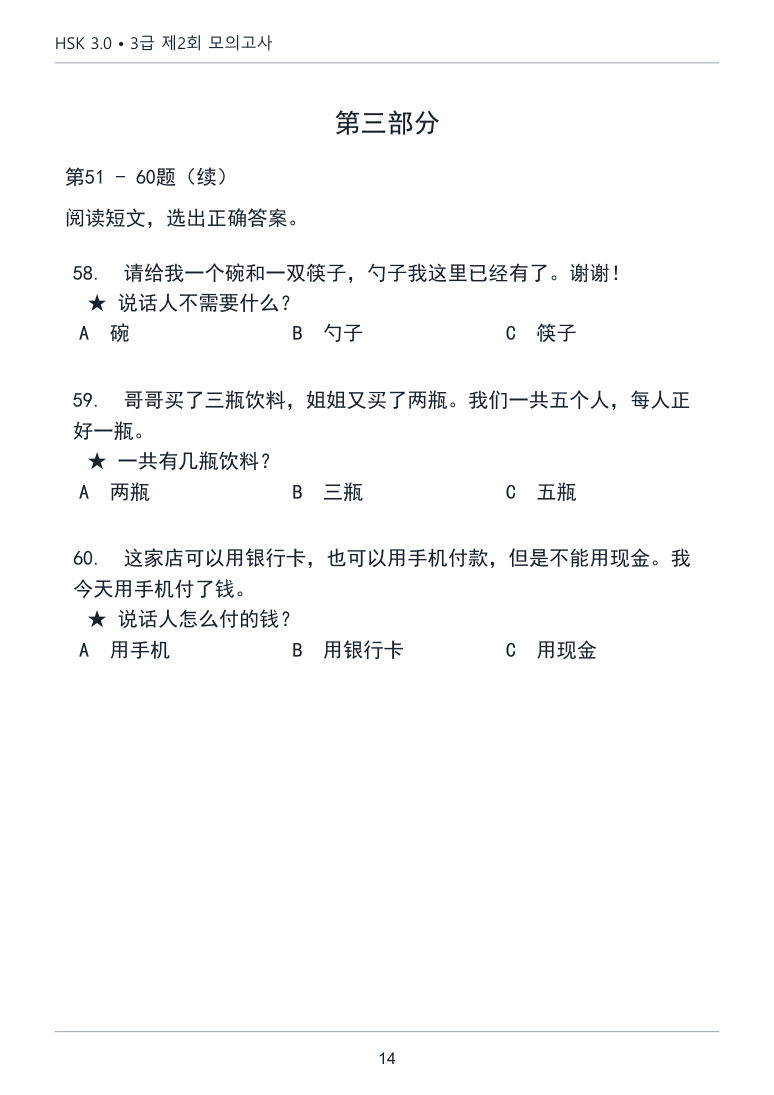 HSK 3.0 • 3급 제2회 모의고사
第三部分
第51 - 60题（续）
阅读短文，选出正确答案。
58. 请给我一个碗和一双筷子，勺子我这里已经有了。谢谢！
★ 说话人不需要什么？
A 碗 B 勺子 C 筷子
59. 哥哥买了三瓶饮料，姐姐又买了两瓶。我们一共五个人，每人正
好一瓶。
★ 一共有几瓶饮料？
A 两瓶 B 三瓶 C 五瓶
60. 这家店可以用银行卡，也可以用手机付款，但是不能用现金。我
今天用手机付了钱。
★ 说话人怎么付的钱？
A 用手机 B 用银行卡 C 用现金
14